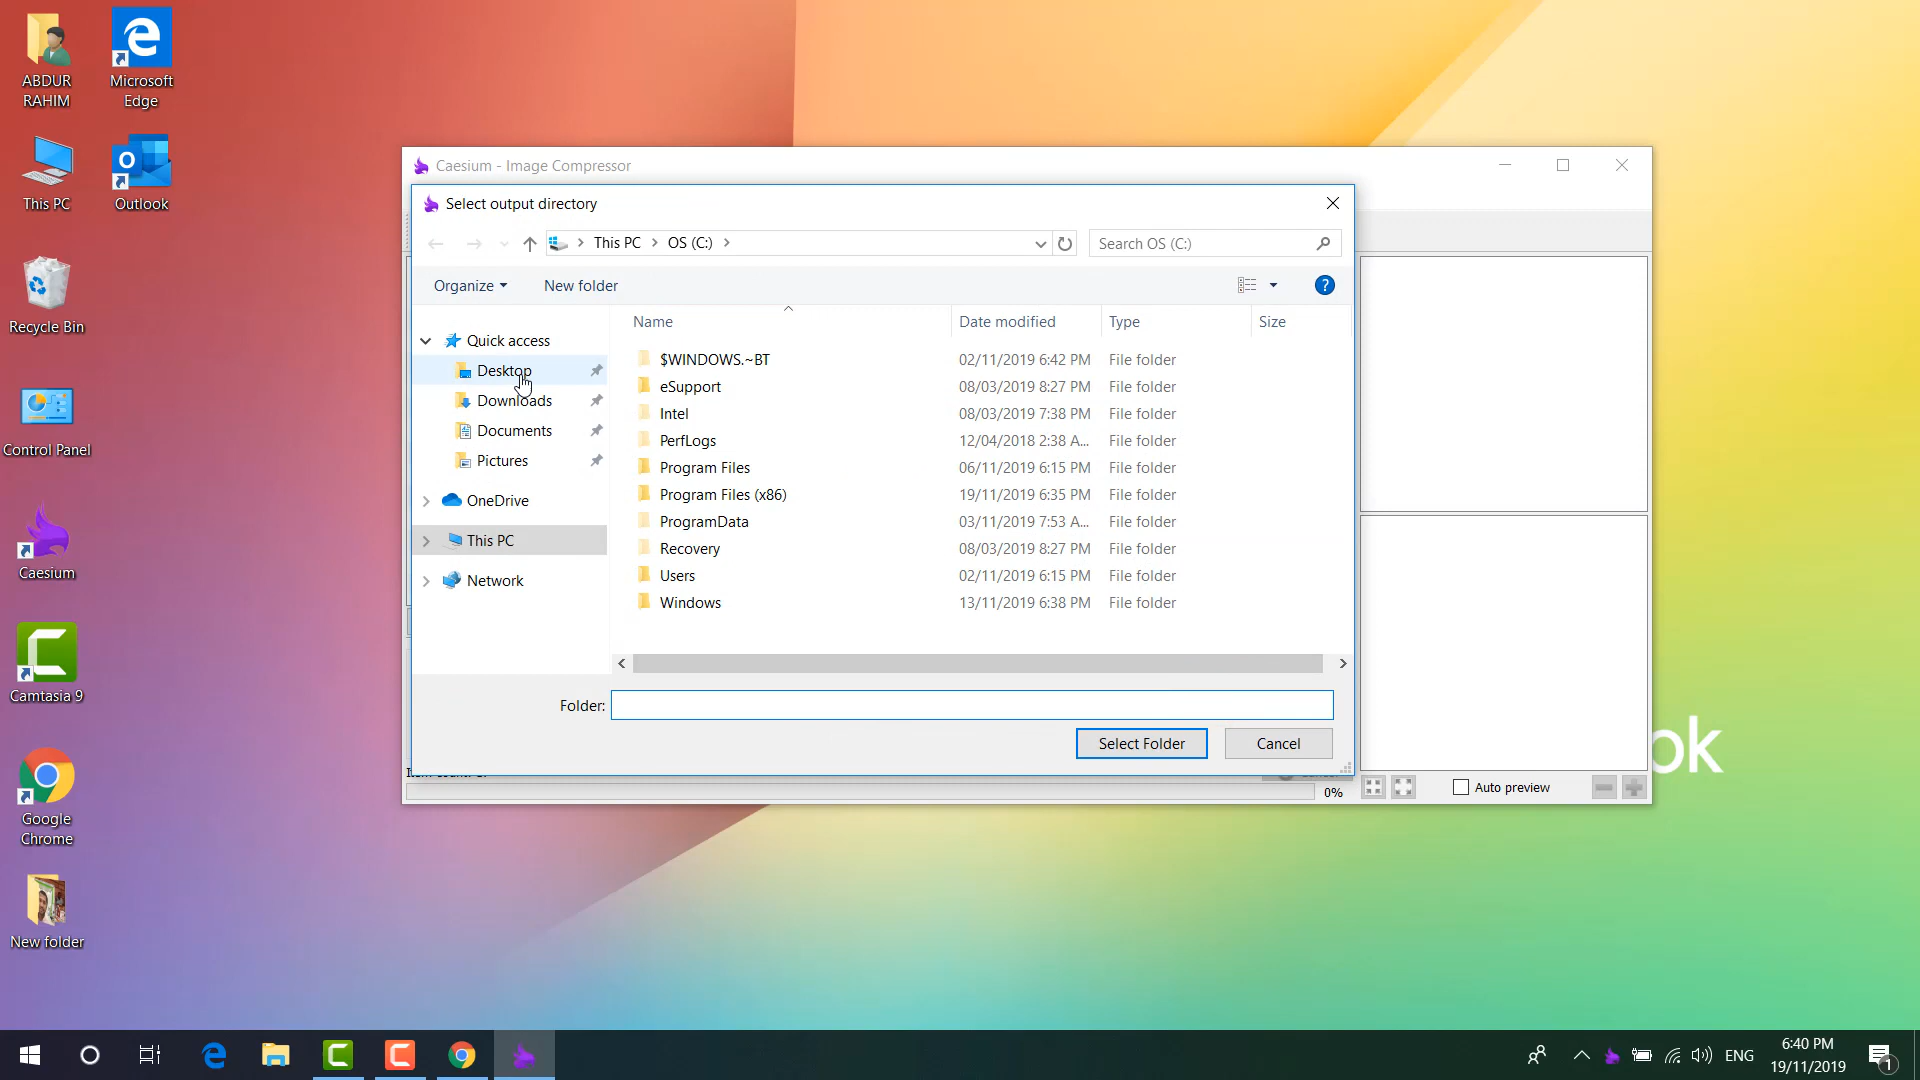 ABDUR
RAHIM
Microsoft
Edge
This PC
Outlook
Recycle Bin
Control Panel
Caesium
Camtasia 9
Google
Chrome
New folder
Caesium - Image Compressor
Select output directory
This PC
OS (C:)
Search OS (C:)
Organize
New folder
?
Name
Date modified
Type
Size
Quick access
Desktop
Downloads
Documents
Pictures
OneDrive
This PC
Network
$WINDOWS.~BT 02/11/2019 6:42 PM File folder
eSupport 08/03/2019 8:27 PM File folder
Intel 08/03/2019 7:38 PM File folder
PerfLogs 12/04/2018 2:38 A... File folder
Program Files 06/11/2019 6:15 PM File folder
Program Files (x86) 19/11/2019 6:35 PM File folder
ProgramData 03/11/2019 7:53 A... File folder
Recovery 08/03/2019 8:27 PM File folder
Users 02/11/2019 6:15 PM File folder
Windows 13/11/2019 6:38 PM File folder
Folder:
Select Folder
Cancel
0%
Auto preview
ok
ENG
6:40 PM
19/11/2019
1